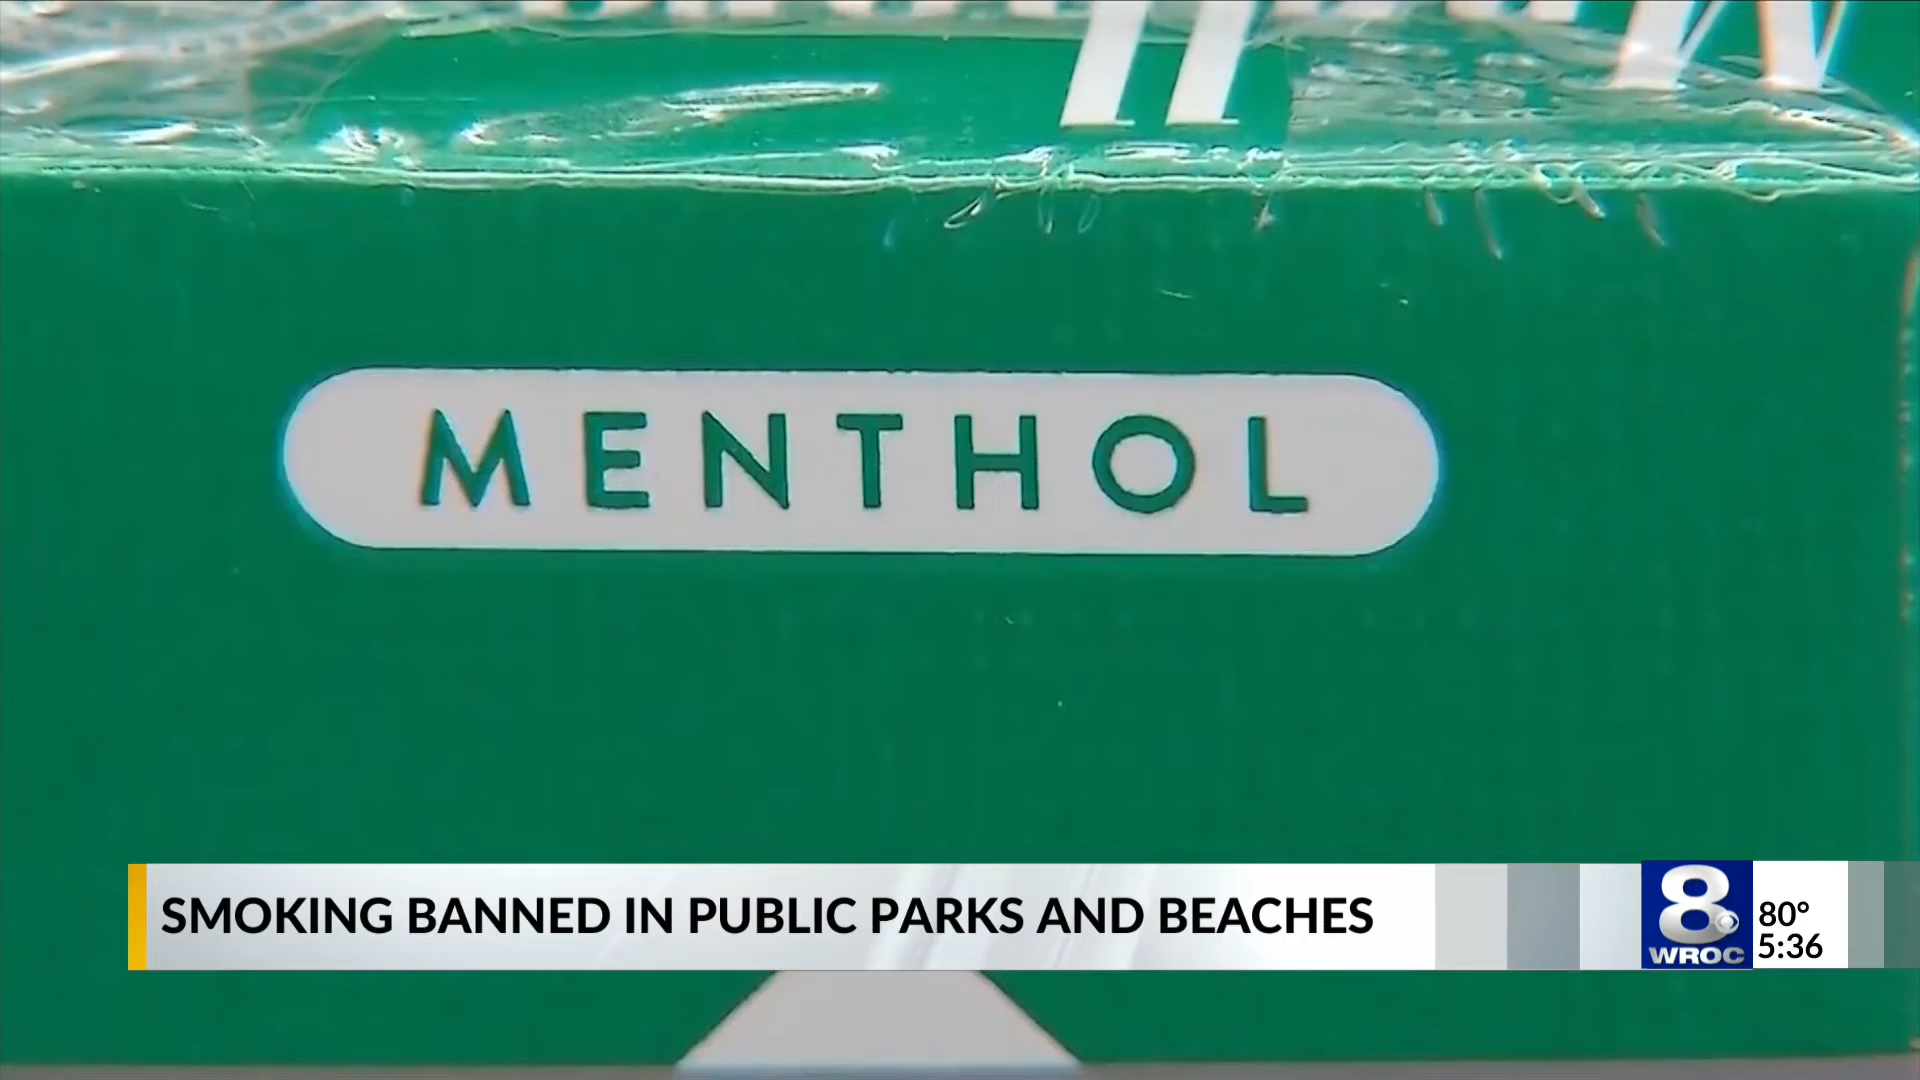 MENTHOL
SMOKING BANNED IN PUBLIC PARKS AND BEACHES
8
WROC
80°
5:36